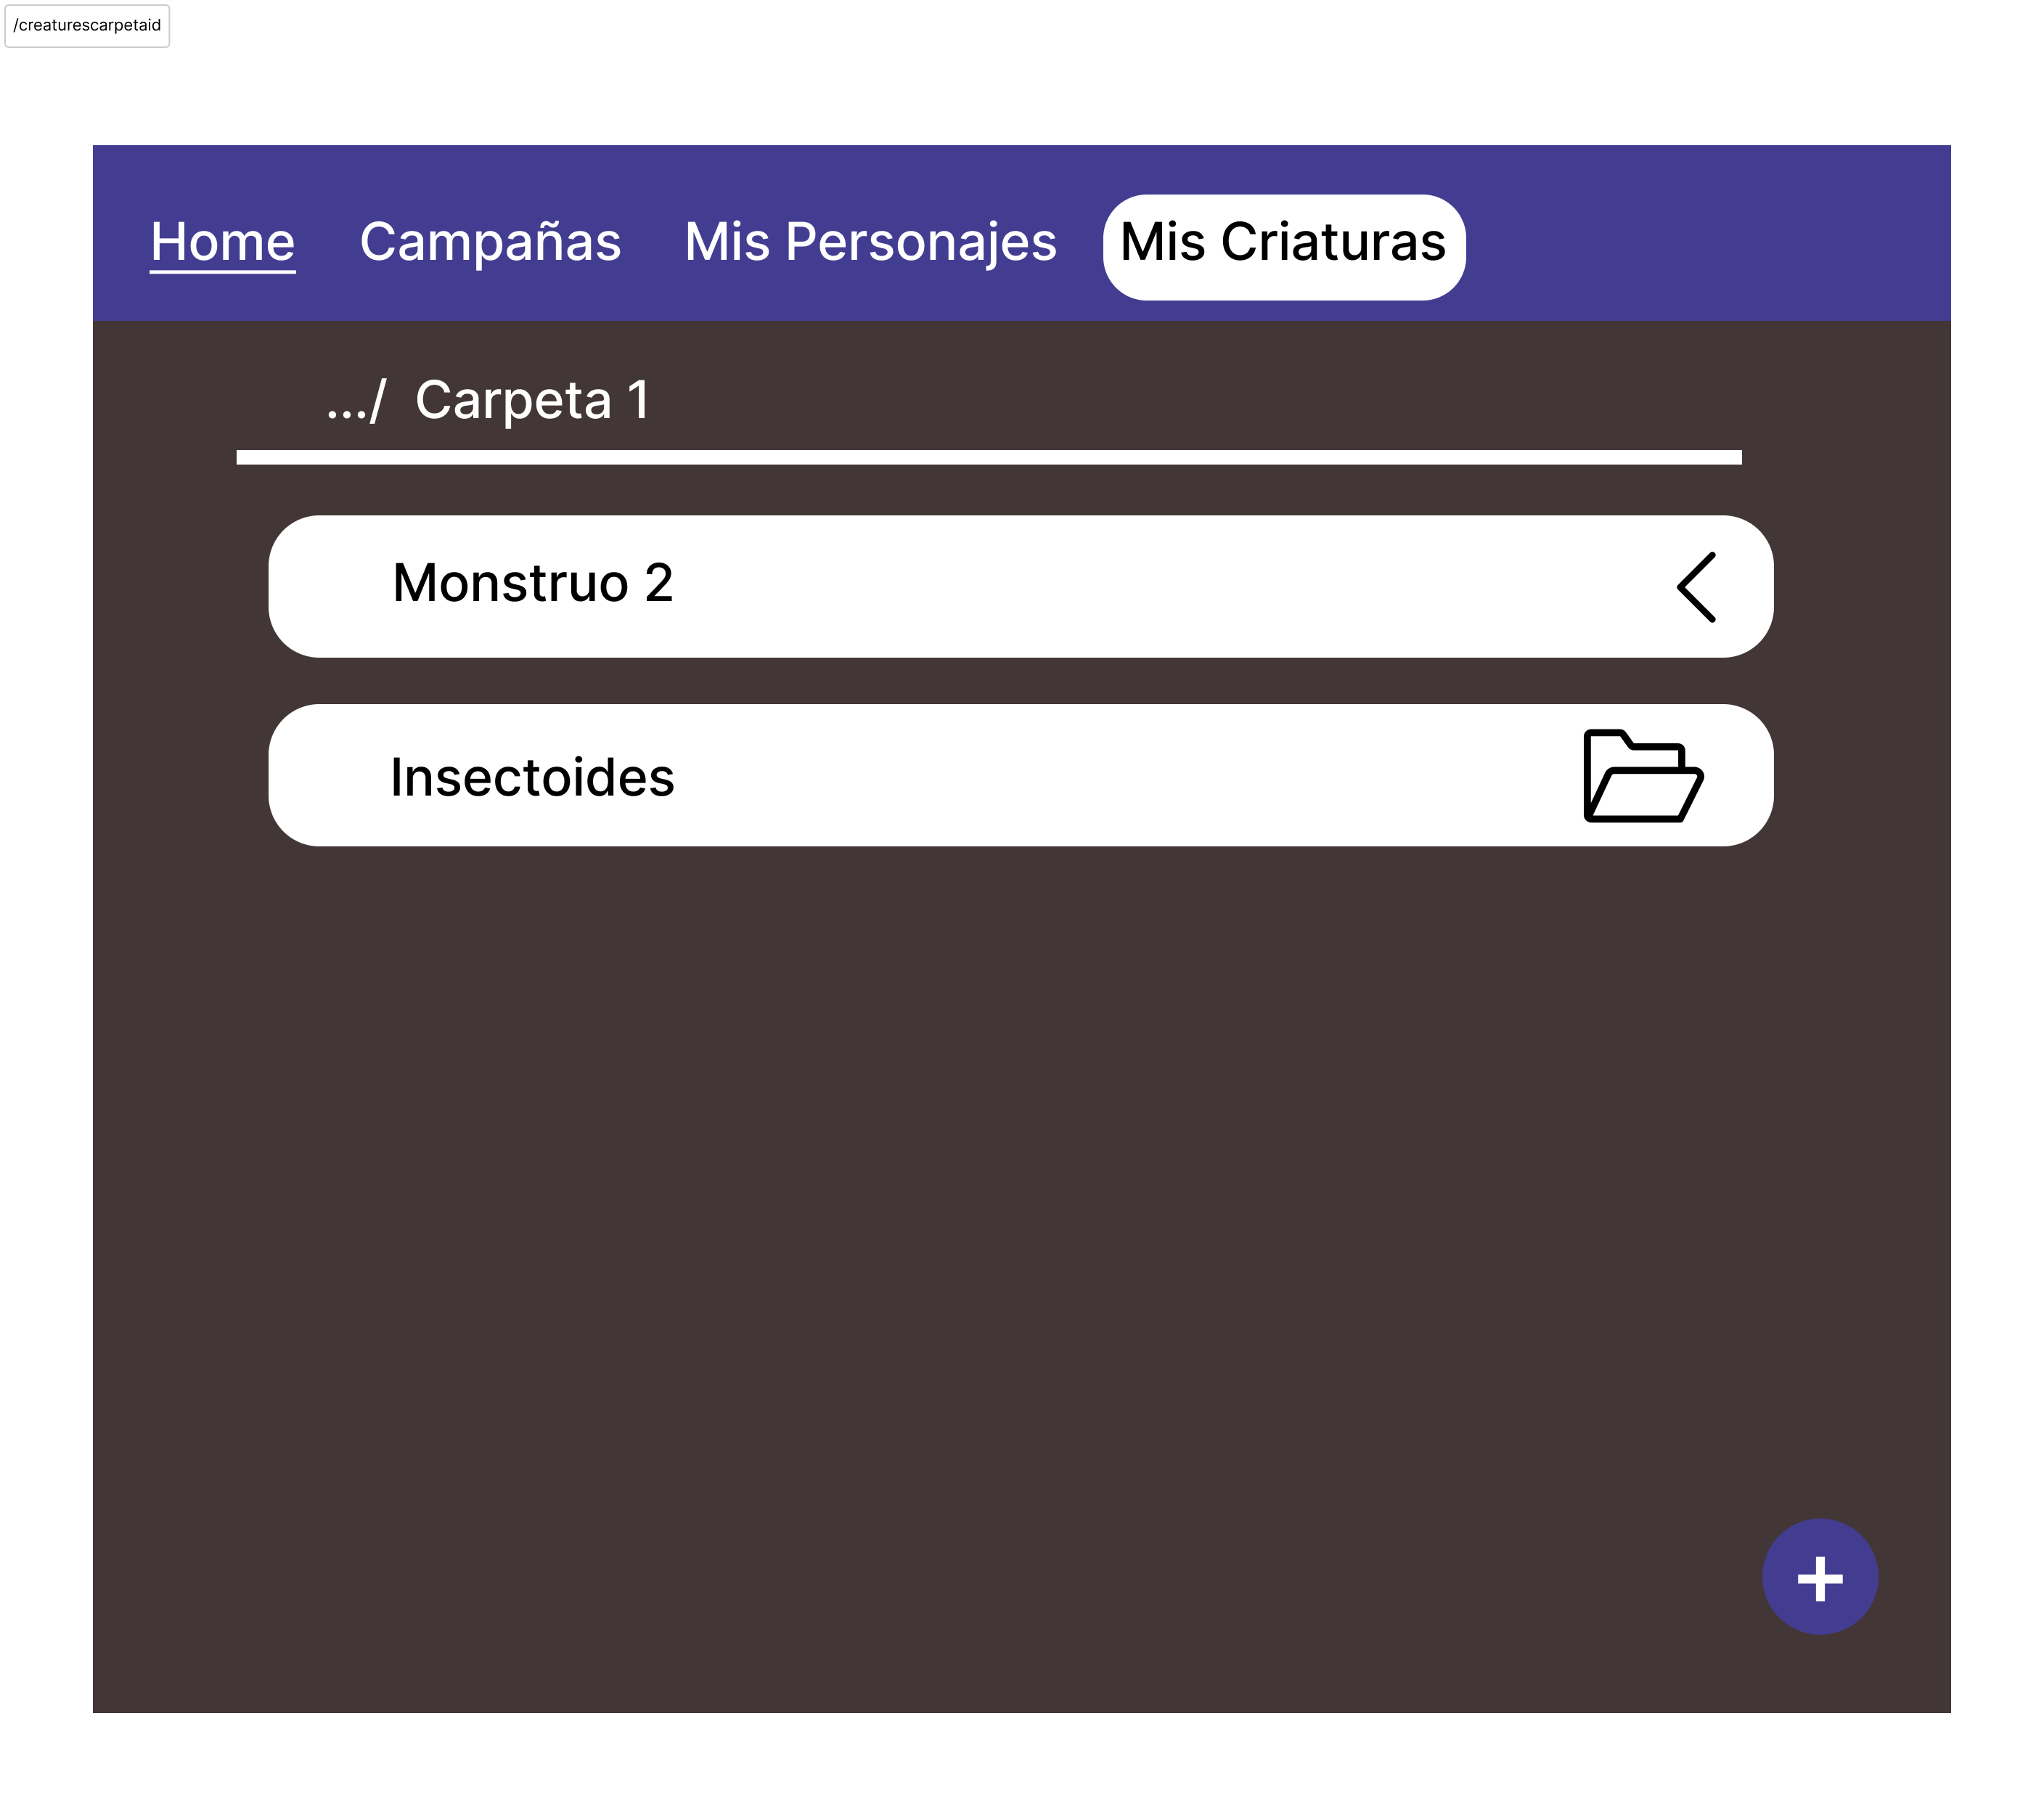 /creaturescarpetaid
Home Campañas Mis Personajes Mis Criaturas
.../ Carpeta 1
Monstruo 2
Insectoides
+